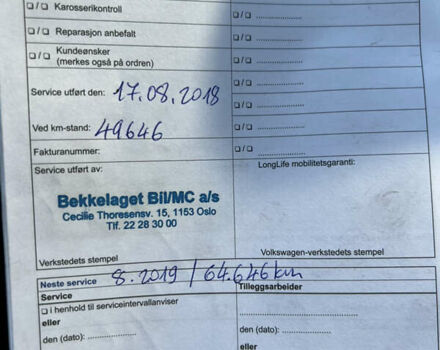 ❏/❏ Karosserikontroll
❏/❏ Reparasjon anbefalt
❏/❏ Kundeønsker
(merkes også på ordren)
Service utført den: 17.08.2018
Ved km-stand: 49646
Fakturanummer:
Service utført av:
LongLife mobilitetsgaranti:
Bekkelaget Bil/MC a/s
Cecilie Thoresensv. 15, 1153 Oslo
Tlf. 22 28 30 00
Verkstedets stempel
Volkswagen-verkstedets stempel
Neste service 8.2019 / 64.646 km
Service
Tilleggsarbeider
❏ i henhold til serviceintervallanviser
eller
den (dato):
den (dato):
eller
eller